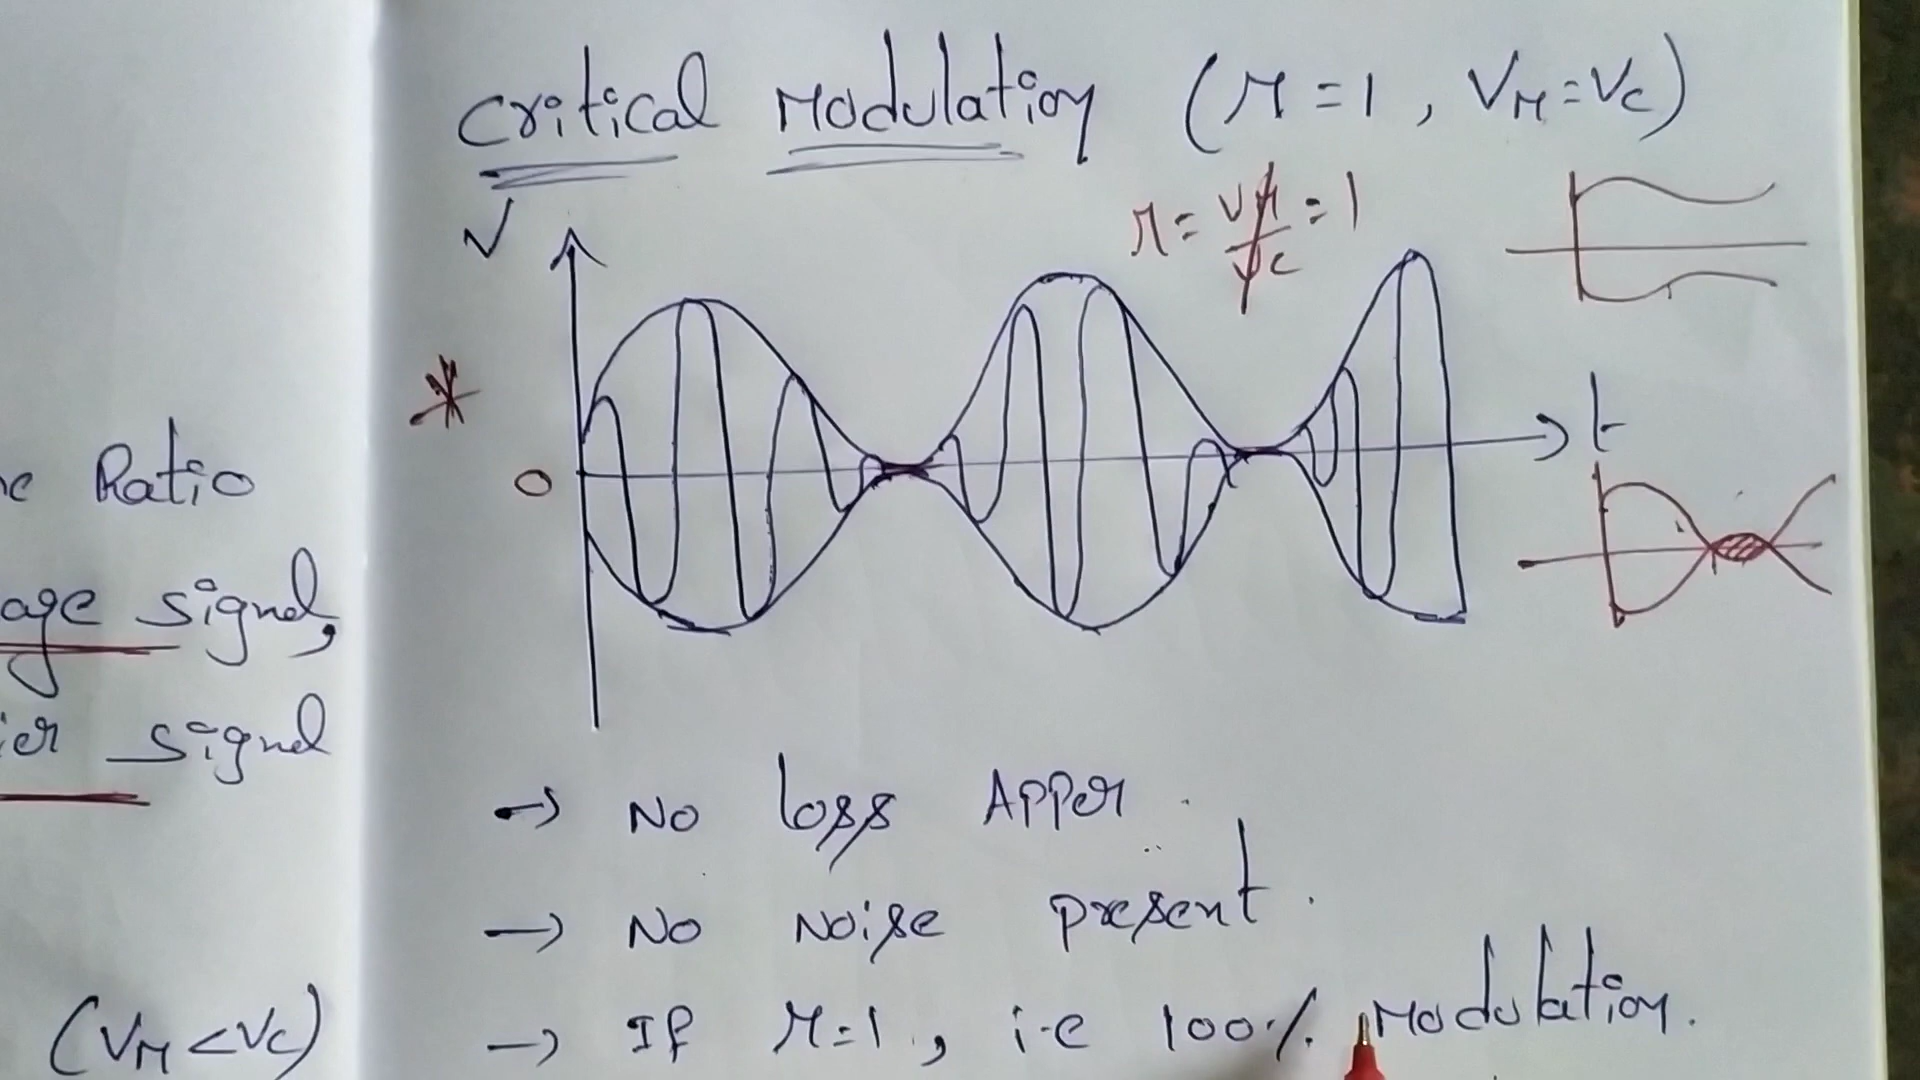 Critical Modulation (M=1, VM=VC)
M = VM/VC = 1
V
0
t
Ratio
age signal,
ier signal
(VM<VC)
→ No loss Apper.
→ No Noise present.
→ If M=1, i.e 100% Modulation.